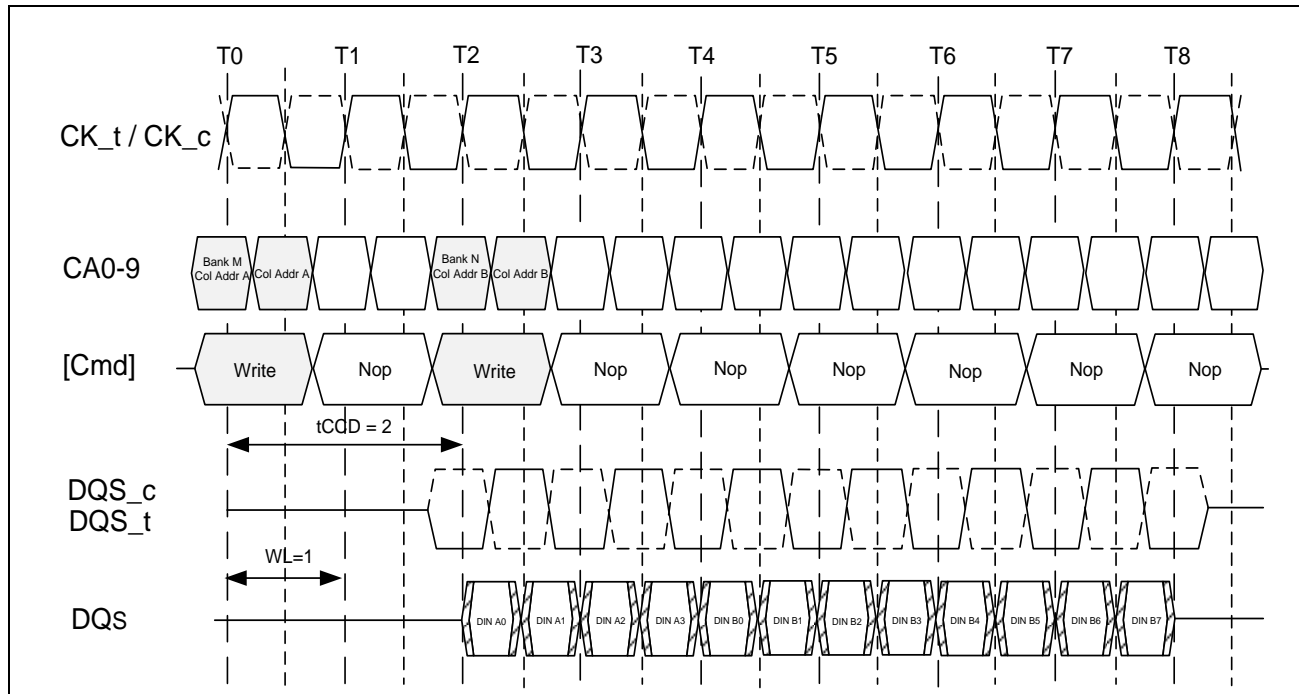 T0 T1 T2 T3 T4 T5 T6 T7 T8
CK_t / CK_c
CA0-9
Bank M
Col Addr A
Col Addr A
Bank N
Col Addr B
Col Addr B
[Cmd]
Write Nop Write Nop Nop Nop Nop Nop Nop
tCCD = 2
DQS_c
DQS_t
WL=1
DQs
DIN A0 DIN A1 DIN A2 DIN A3 DIN B0 DIN B1 DIN B2 DIN B3 DIN B4 DIN B5 DIN B6 DIN B7